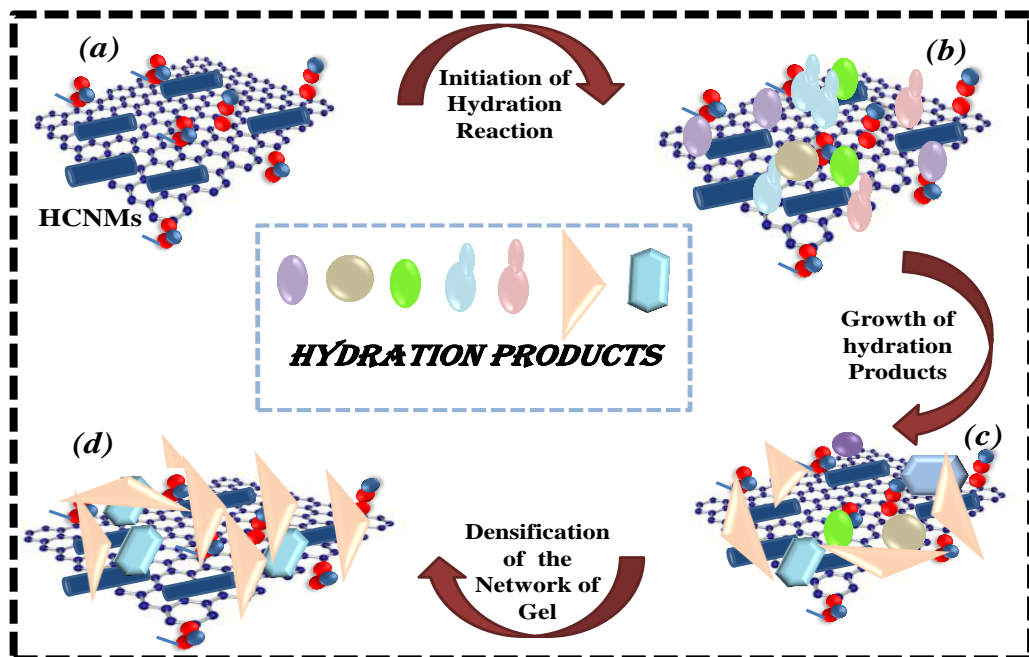 (a)
Initiation of
Hydration
Reaction
(b)
HCNMs
HYDRATION PRODUCTS
Growth of
hydration
Products
(c)
(d)
Densification
of the
Network of
Gel